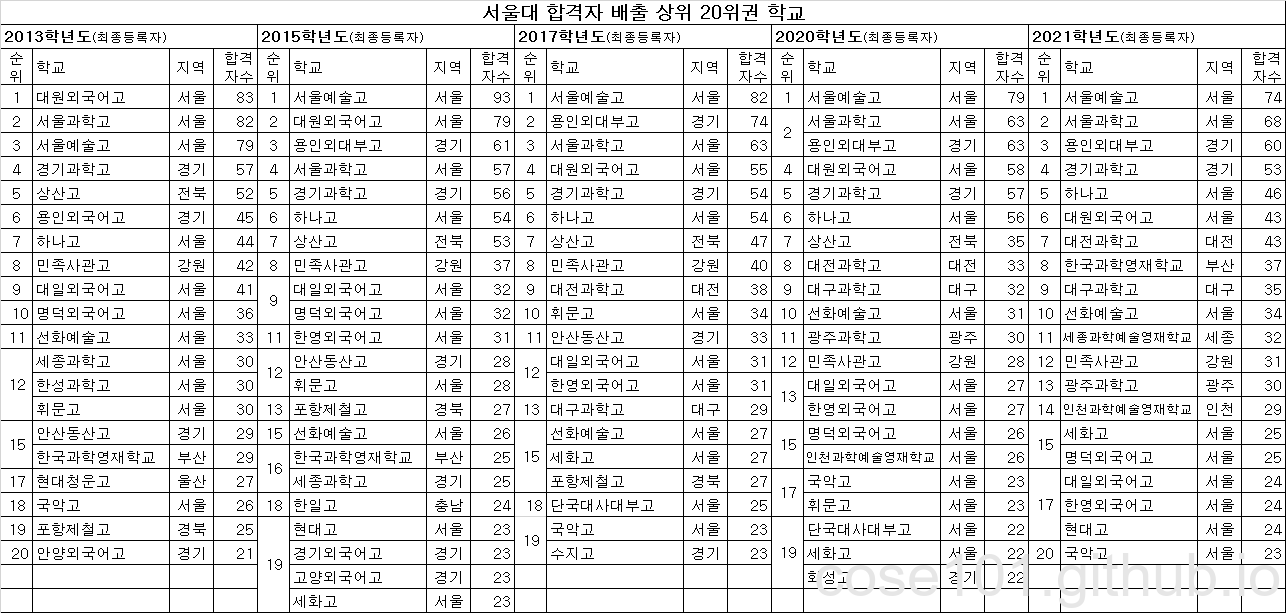 서울대 합격자 배출 상위 20위권 학교
2013학년도(최종등록자) 2015학년도(최종등록자) 2017학년도(최종등록자) 2020학년도(최종등록자) 2021학년도(최종등록자)
순위 학교 지역 합격자수 순위 학교 지역 합격자수 순위 학교 지역 합격자수 순위 학교 지역 합격자수 순위 학교 지역 합격자수
1 대원외국어고 서울 83 1 서울예술고 서울 93 1 서울예술고 서울 82 1 서울예술고 서울 79 1 서울예술고 서울 74
2 서울과학고 서울 82 2 대원외국어고 서울 79 2 용인외대부고 경기 74 2 서울과학고 서울 63 2 서울과학고 서울 68
3 서울예술고 서울 79 3 용인외대부고 경기 61 3 서울과학고 서울 63 용인외대부고 경기 63 3 용인외대부고 경기 60
4 경기과학고 경기 57 4 서울과학고 서울 57 4 대원외국어고 서울 55 4 대원외국어고 서울 58 4 경기과학고 경기 53
5 상산고 전북 52 5 경기과학고 경기 56 5 경기과학고 경기 54 5 경기과학고 경기 57 5 하나고 서울 46
6 용인외국어고 경기 45 6 하나고 서울 54 6 하나고 서울 54 6 하나고 서울 56 6 대원외국어고 서울 43
7 하나고 서울 44 7 상산고 전북 53 7 상산고 전북 47 7 상산고 전북 35 7 대전과학고 대전 43
8 민족사관고 강원 42 8 민족사관고 강원 37 8 민족사관고 강원 40 8 대전과학고 대전 33 8 한국과학영재학교 부산 37
9 대일외국어고 서울 41 9 대일외국어고 서울 32 9 대전과학고 대전 38 9 대구과학고 대구 32 9 대구과학고 대구 35
10 명덕외국어고 서울 36 명덕외국어고 서울 32 10 휘문고 서울 34 10 선화예술고 서울 31 10 선화예술고 서울 34
11 선화예술고 서울 33 11 한영외국어고 서울 31 11 안산동산고 경기 33 11 광주과학고 광주 30 11 세종과학예술영재학교 세종 32
12 세종과학고 서울 30 12 안산동산고 경기 28 12 대일외국어고 서울 31 12 민족사관고 강원 28 12 민족사관고 강원 31
한성과학고 서울 30 휘문고 서울 28 한영외국어고 서울 31 13 대일외국어고 서울 27 13 광주과학고 광주 30
휘문고 서울 30 13 포항제철고 경북 27 13 대구과학고 대구 29 한영외국어고 서울 27 14 인천과학예술영재학교 인천 29
15 안산동산고 경기 29 15 선화예술고 서울 26 15 선화예술고 서울 27 15 명덕외국어고 서울 26 15 세화고 서울 25
한국과학영재학교 부산 29 16 한국과학영재학교 부산 25 세화고 서울 27 인천과학예술영재학교 서울 26 명덕외국어고 서울 25
17 현대청운고 울산 27 세종과학고 경기 25 포항제철고 경북 27 17 국악고 서울 23 17 대일외국어고 서울 24
18 국악고 서울 26 18 한일고 충남 24 18 단국대사대부고 서울 25 휘문고 서울 23 한영외국어고 서울 24
19 포항제철고 경북 25 19 현대고 서울 23 19 국악고 서울 23 19 단국대사대부고 서울 22 현대고 서울 24
20 안양외국어고 경기 21 경기외국어고 경기 23 수지고 경기 23 세화고 서울 22 20 국악고 서울 23
고양외국어고 경기 23 화성고 경기 22
세화고 서울 23
cose101.github.io